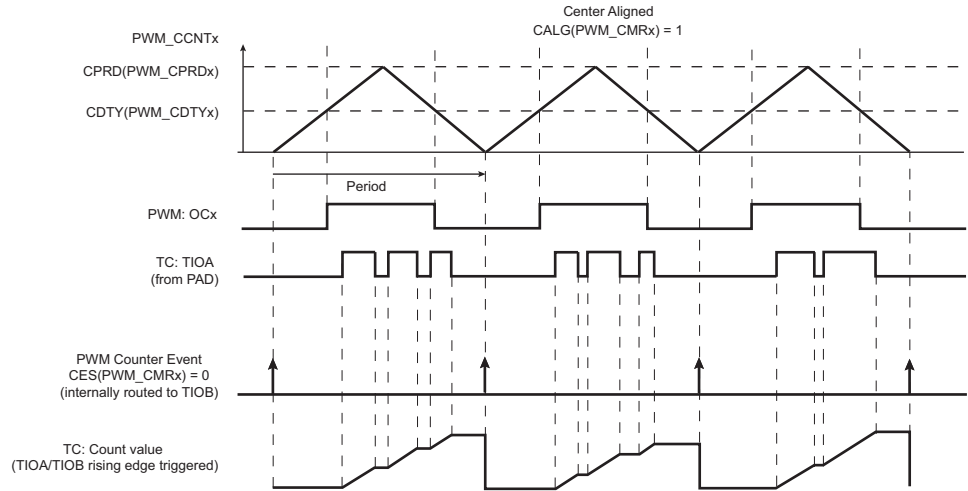 Center Aligned
CALG(PWM_CMRx) = 1
PWM_CCNTx
CPRD(PWM_CPRDx)
CDTY(PWM_CDTYx)
Period
PWM: OCx
TC: TIOA
(from PAD)
PWM Counter Event
CES(PWM_CMRx) = 0
(internally routed to TIOB)
TC: Count value
(TIOA/TIOB rising edge triggered)